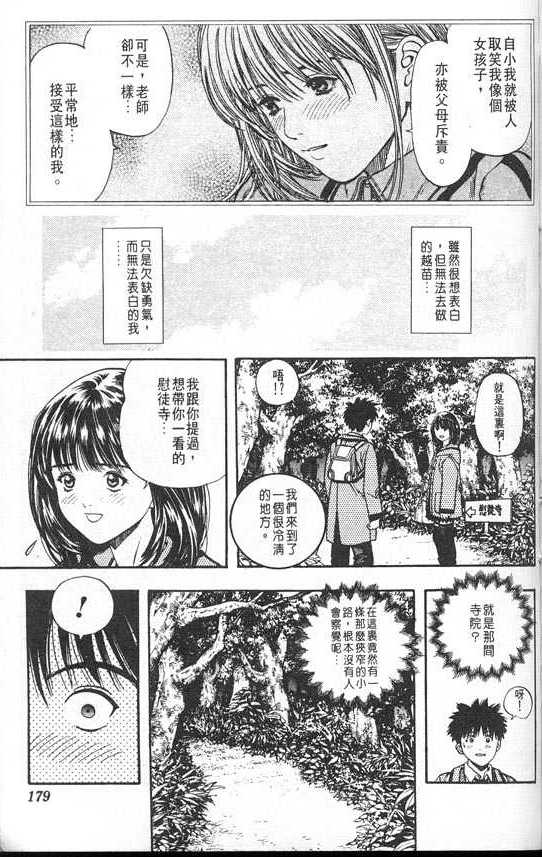 自小我就被人
取笑我像個
女孩子，
亦被父母斥責。
可是，老師
卻不一樣…
平常地…
接受這樣的我。
雖然很想表白
，但無法去做
的越苗…
只是欠缺勇氣，
而無法表白的我
……
就是這裏啊！
唔！？
我們來到了
一個很冷清
的地方。
慰徒寺
我跟你提過，
想帶你一看的
慰徒寺…
就是那間
寺院？
呀！
在這裏竟然有一
條那麼狹窄的小
路，根本沒有人
會察覺呢…
！
179